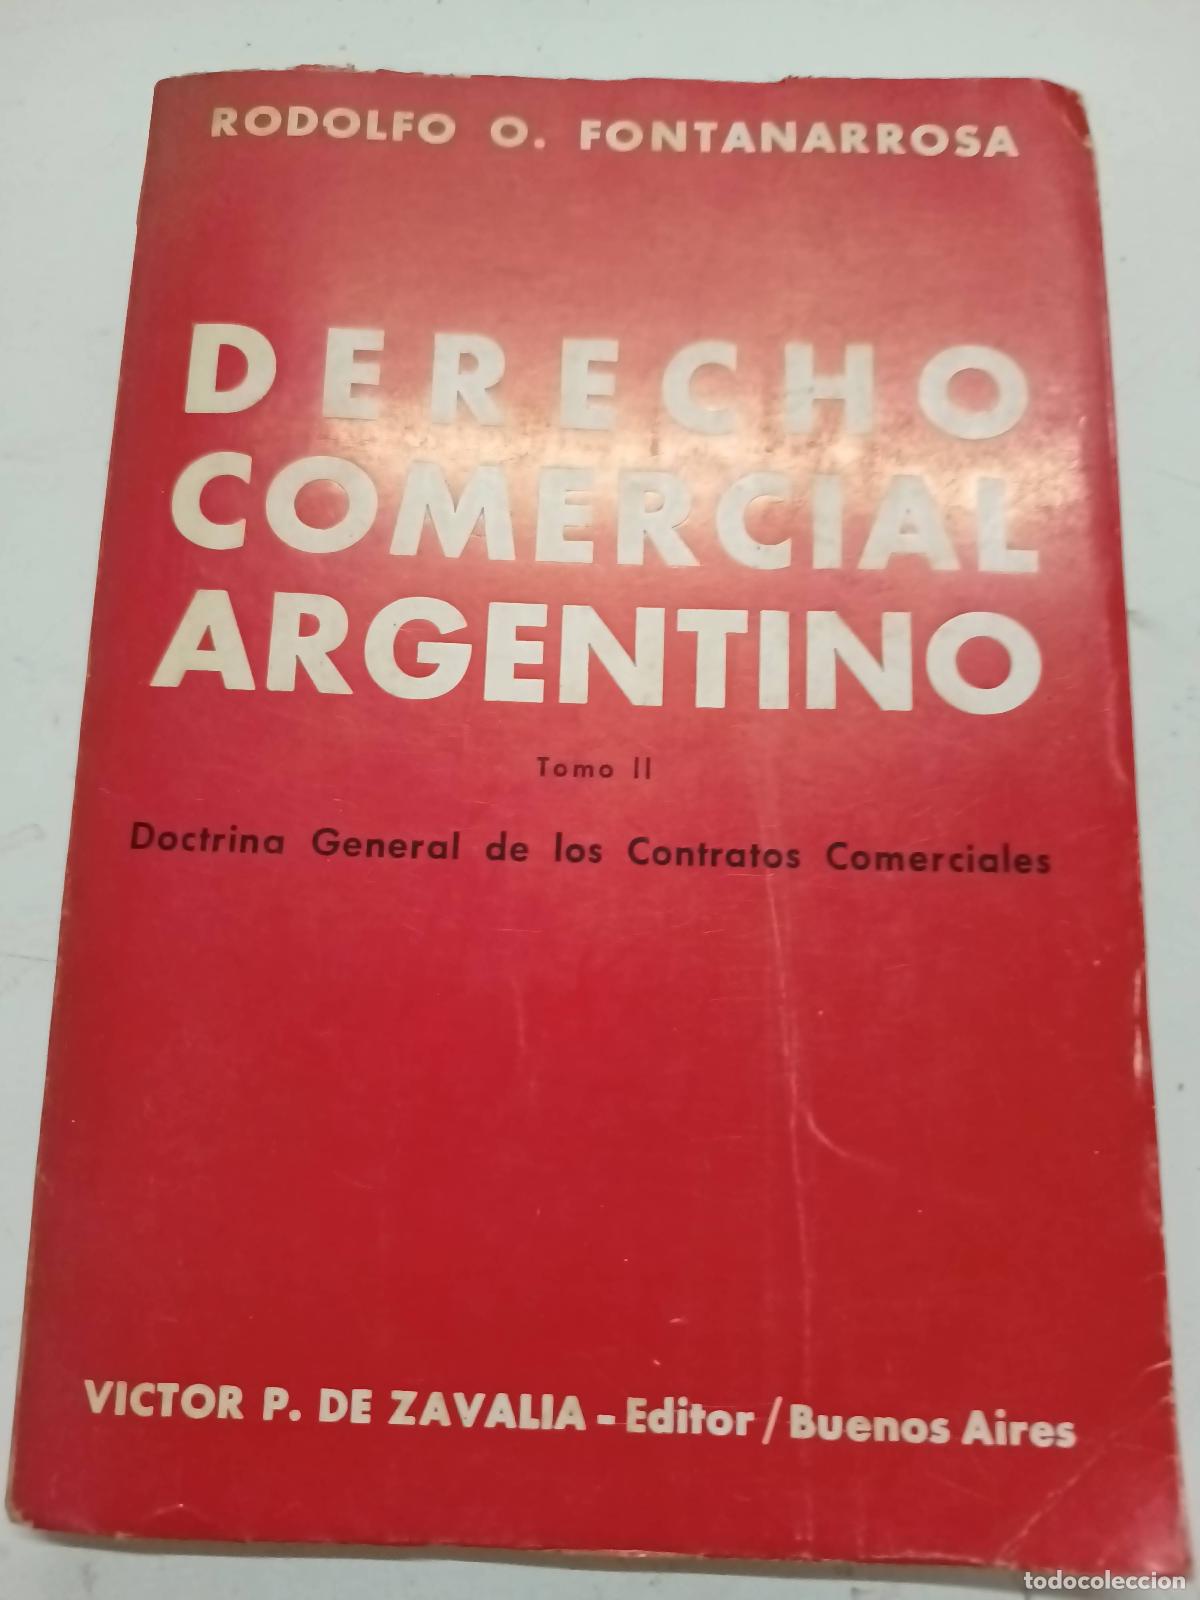 RODOLFO O. FONTANARROSA
DERECHO
COMERCIAL
ARGENTINO
Tomo II
Doctrina General de los Contratos Comerciales
VICTOR P. DE ZAVALIA - Editor / Buenos Aires
todocoleccion